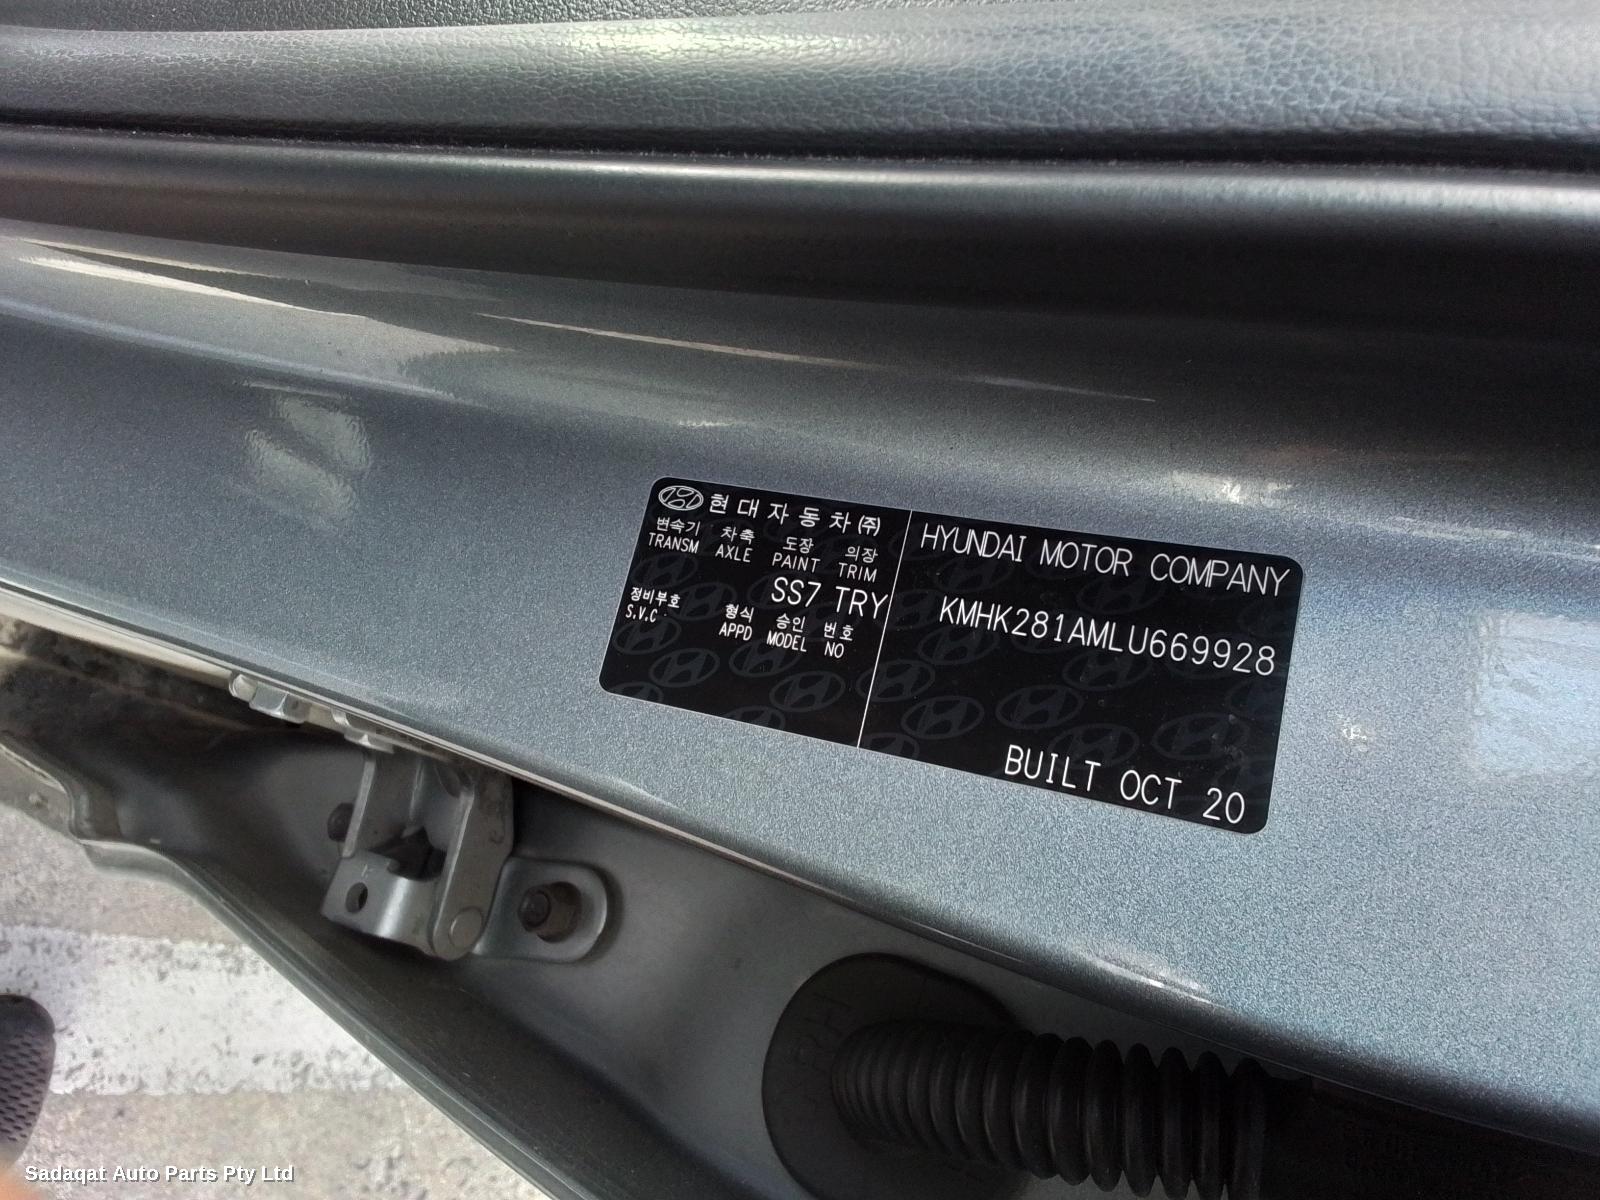 현대자동차(주)
변속기 차축 도장 의장
TRANSM AXLE PAINT TRIM
SS7 TRY
정비부호 형식 승인 번호
S.V.C APPD MODEL NO
HYUNDAI MOTOR COMPANY
KMHK281AMLU669928
BUILT OCT 20
Sadaqat Auto Parts Pty Ltd